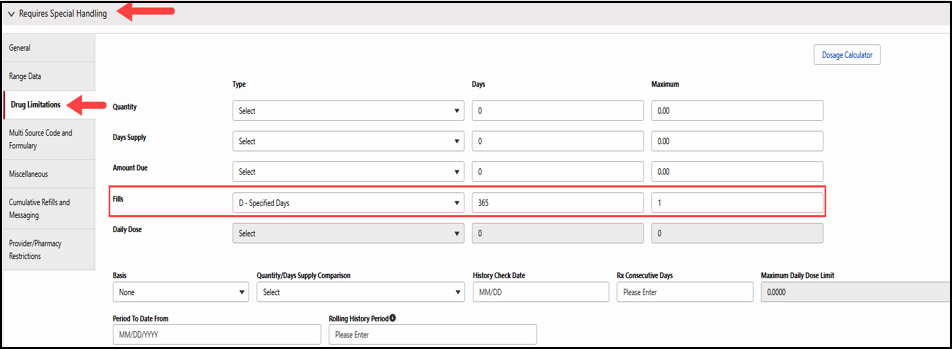 Requires Special Handling
General
Dosage Calculator
Range Data
Type Days Maximum
Drug Limitations
Quantity Select 0 0.00
Multi Source Code and
Formulary
Days Supply Select 0 0.00
Miscellaneous
Amount Due Select 0 0.00
Cumulative Refills and
Messaging
Fills D - Specified Days 365 1
Provider/Pharmacy
Restrictions
Daily Dose Select 0 0
Basis Quantity/Days Supply Comparison History Check Date Rx Consecutive Days Maximum Daily Dose Limit
None Select MM/DD Please Enter 0.0000
Period To Date From Rolling History Period
MM/DD/YYYY Please Enter